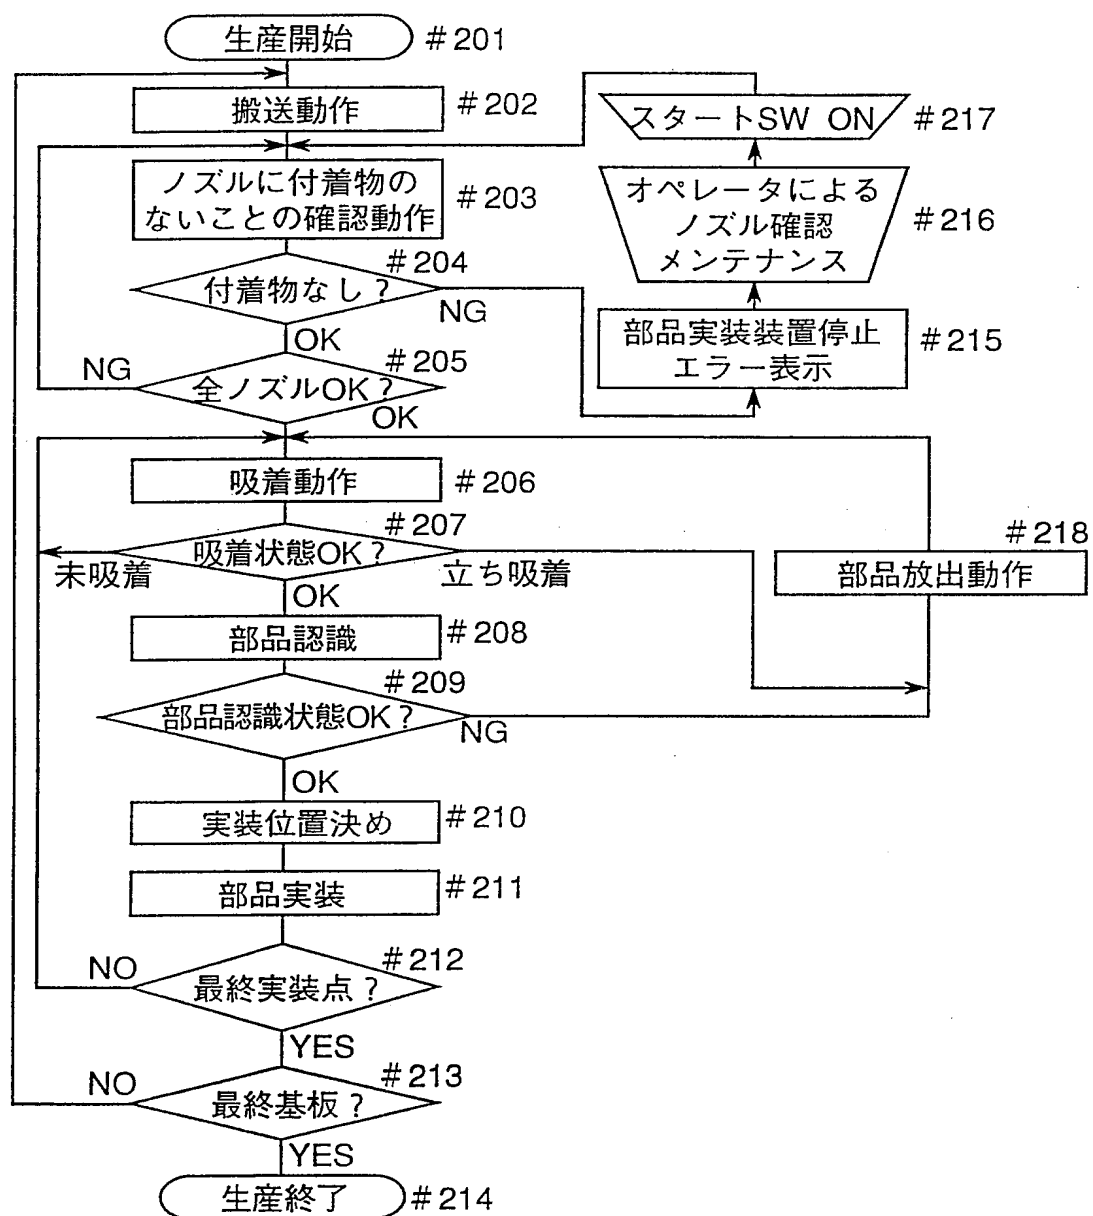 生産開始 #201
搬送動作 #202
ノズルに付着物の
ないことの確認動作 #203
付着物なし? #204
NG
OK
全ノズルOK? #205
NG
OK
吸着動作 #206
吸着状態OK? #207
未吸着
立ち吸着
OK
部品認識 #208
部品認識状態OK? #209
NG
OK
実装位置決め #210
部品実装 #211
最終実装点? #212
NO
YES
最終基板? #213
NO
YES
生産終了 #214
部品実装装置停止
エラー表示 #215
オペレータによる
ノズル確認
メンテナンス #216
スタートSW ON #217
部品放出動作 #218